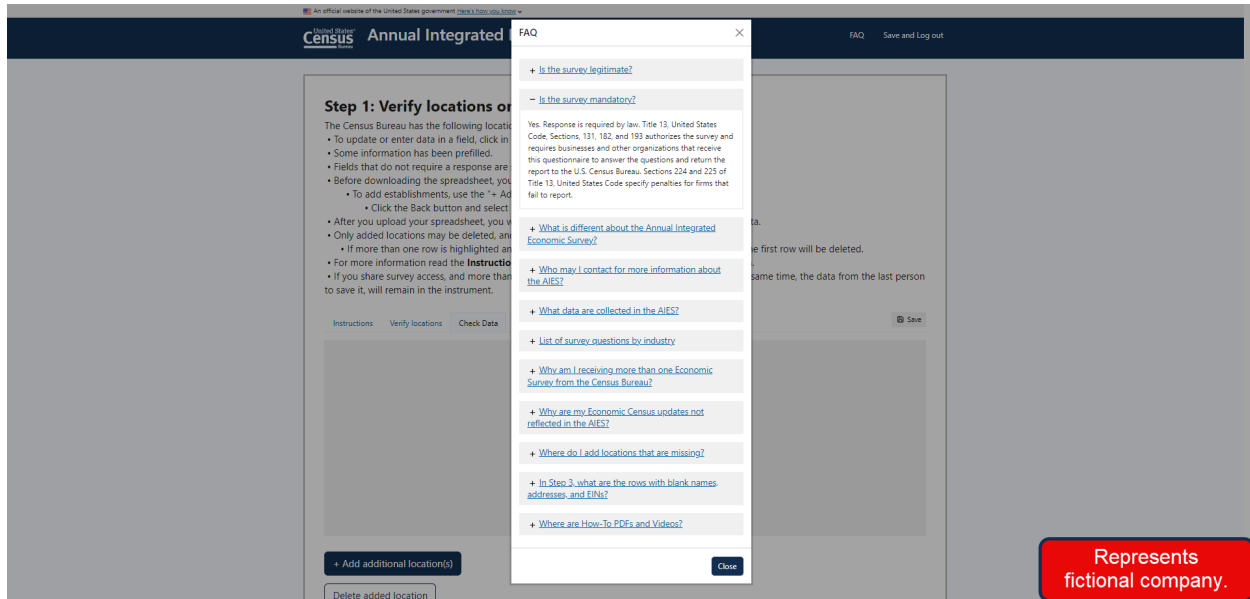 An official website of the United States government Here's how you know
United States®
Census
Bureau
Annual Integrated
FAQ
Save and Log out
Step 1: Verify locations or
The Census Bureau has the following locatio
• To update or enter data in a field, click in
• Some information has been prefilled.
• Fields that do not require a response are
• Before downloading the spreadsheet, you
• To add establishments, use the "+ Ad
• Click the Back button and select
• After you upload your spreadsheet, you w ta.
• Only added locations may be deleted, and
• If more than one row is highlighted an e first row will be deleted.
• For more information read the Instructio
• If you share survey access, and more than same time, the data from the last person
to save it, will remain in the instrument.
Instructions Verify locations Check Data Save
+ Add additional location(s)
Delete added location
FAQ
+ Is the survey legitimate?
− Is the survey mandatory?
Yes. Response is required by law. Title 13, United States
Code, Sections, 131, 182, and 193 authorizes the survey and
requires businesses and other organizations that receive
this questionnaire to answer the questions and return the
report to the U.S. Census Bureau. Sections 224 and 225 of
Title 13, United States Code specify penalties for firms that
fail to report.
+ What is different about the Annual Integrated
Economic Survey?
+ Who may I contact for more information about
the AIES?
+ What data are collected in the AIES?
+ List of survey questions by industry
+ Why am I receiving more than one Economic
Survey from the Census Bureau?
+ Why are my Economic Census updates not
reflected in the AIES?
+ Where do I add locations that are missing?
+ In Step 3, what are the rows with blank names,
addresses, and EINs?
+ Where are How-To PDFs and Videos?
Close
Represents
fictional company.